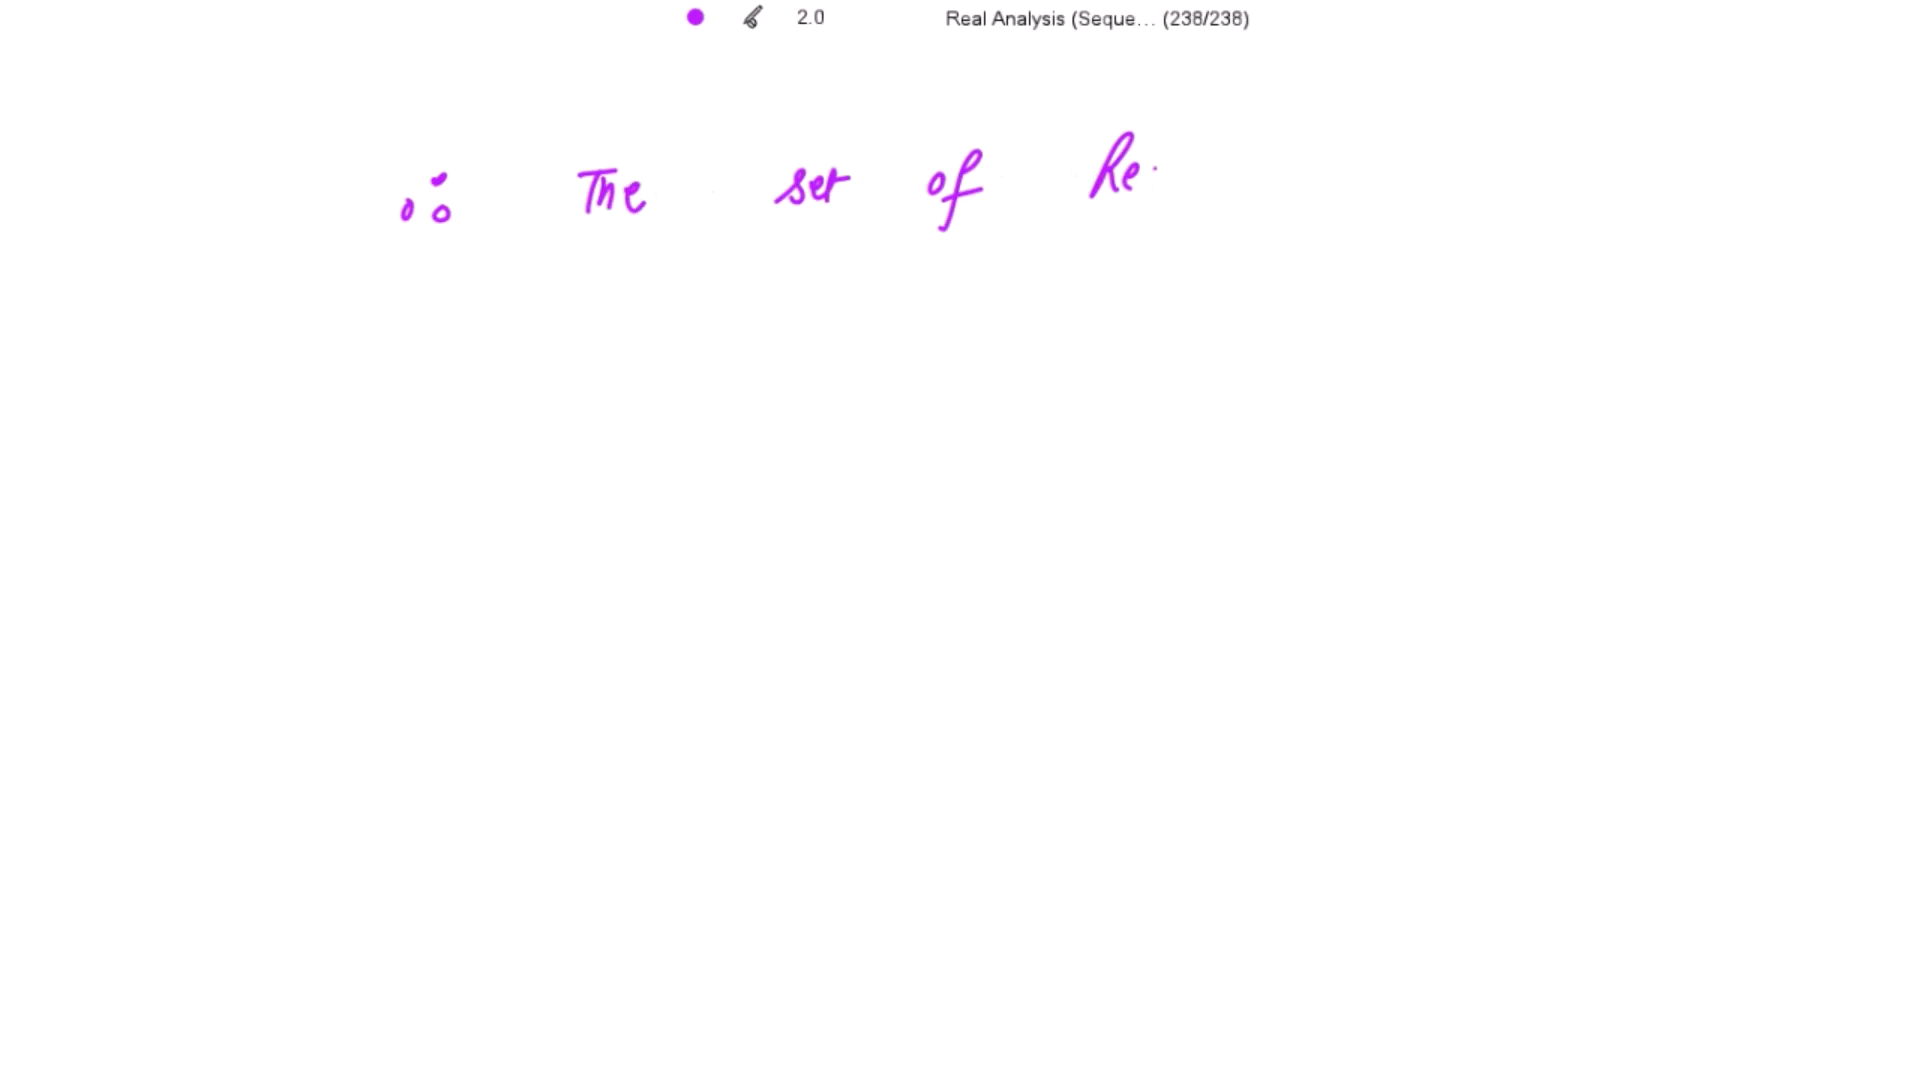 2.0 Real Analysis (Seque... (238/238)
∴ The set of Re.